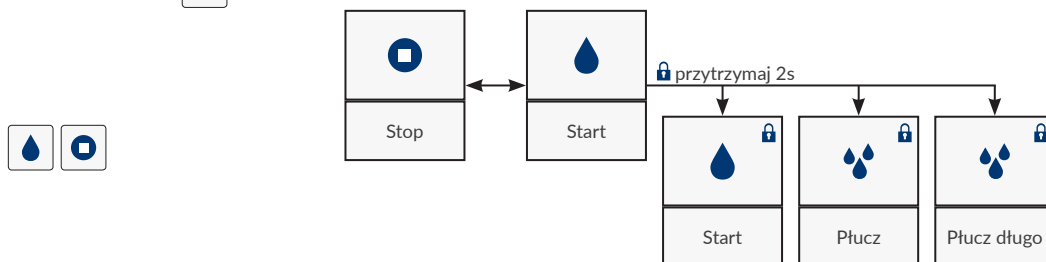 przytrzymaj 2s
Stop
Start
Start
Płucz
Płucz długo